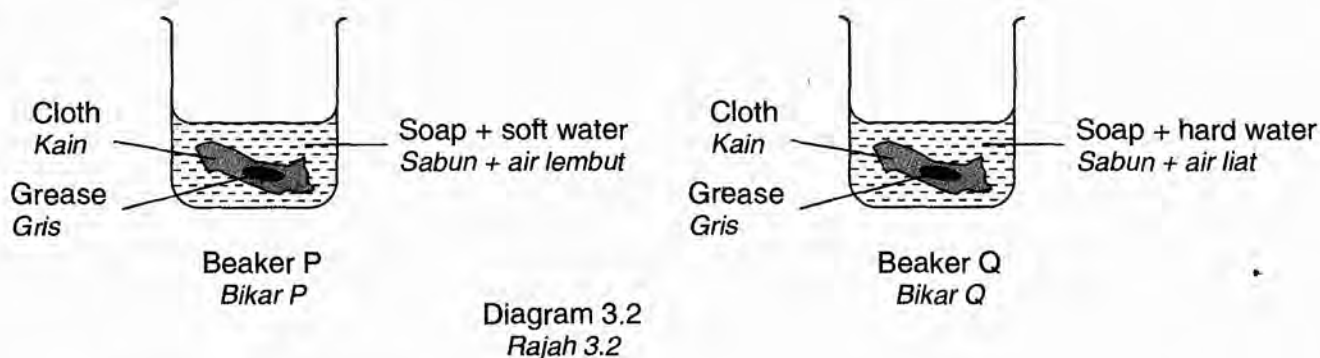 Cloth
Kain
Grease
Gris
Soap + soft water
Sabun + air lembut
Beaker P
Bikar P
Cloth
Kain
Grease
Gris
Soap + hard water
Sabun + air liat
Beaker Q
Bikar Q
Diagram 3.2
Rajah 3.2